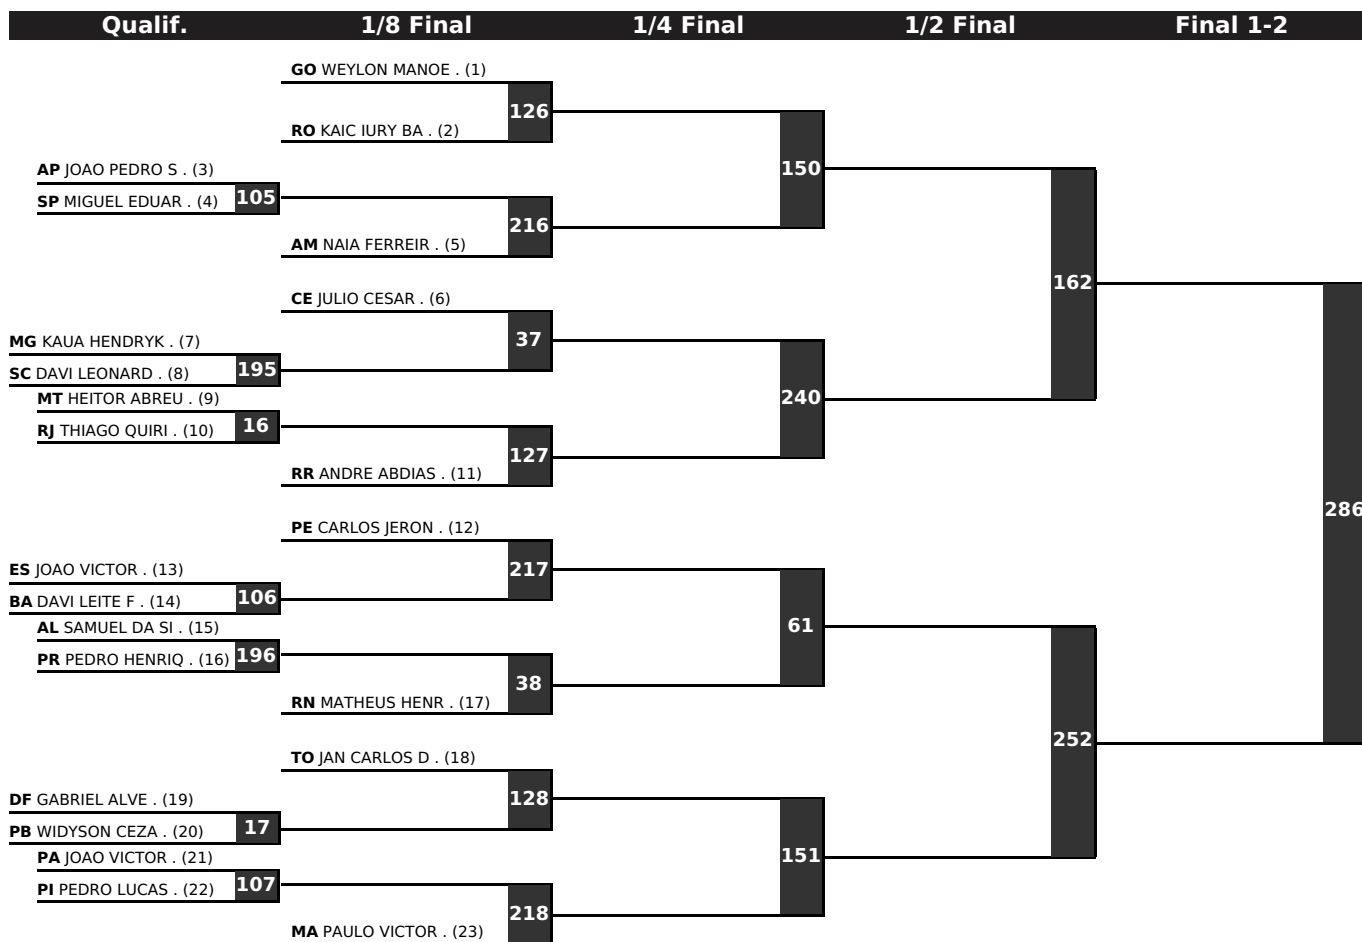 Qualif. 1/8 Final 1/4 Final 1/2 Final Final 1-2
GO WEYLON MANOE . (1)
126
RO KAIC IURY BA . (2)
AP JOAO PEDRO S . (3)
150
SP MIGUEL EDUAR . (4) 105
216
AM NAIA FERREIR . (5)
162
CE JULIO CESAR . (6)
37
MG KAUA HENDRYK . (7)
SC DAVI LEONARD . (8) 195
MT HEITOR ABREU . (9)
240
RJ THIAGO QUIRI . (10) 16
127
RR ANDRE ABDIAS . (11)
286
PE CARLOS JERON . (12)
217
ES JOAO VICTOR . (13)
BA DAVI LEITE F . (14) 106
AL SAMUEL DA SI . (15)
61
PR PEDRO HENRIQ . (16) 196
38
RN MATHEUS HENR . (17)
252
TO JAN CARLOS D . (18)
128
DF GABRIEL ALVE . (19)
PB WIDYSON CEZA . (20) 17
PA JOAO VICTOR . (21)
151
PI PEDRO LUCAS . (22) 107
218
MA PAULO VICTOR . (23)